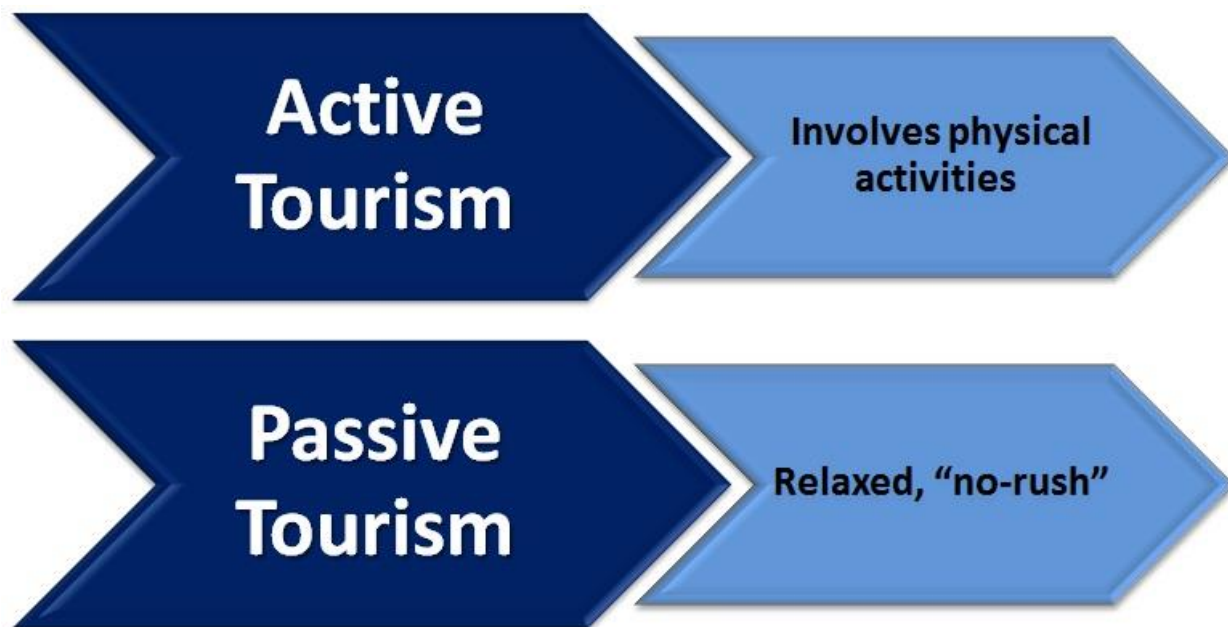 Active
Tourism
Involves physical
activities
Passive
Tourism
Relaxed, “no-rush”